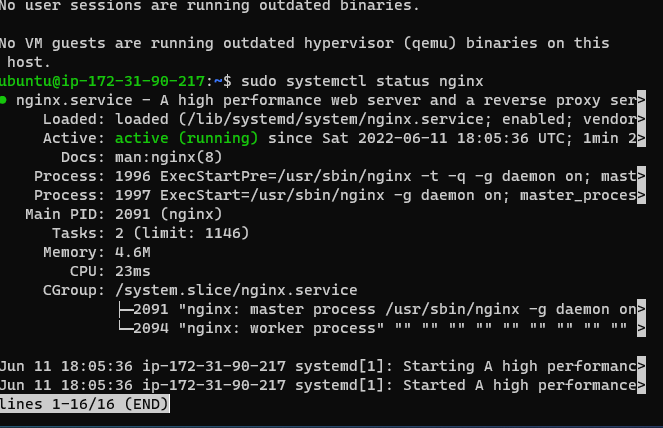 No user sessions are running outdated binaries.
No VM guests are running outdated hypervisor (qemu) binaries on this
host.
ubuntu@ip-172-31-90-217:~$ sudo systemctl status nginx
● nginx.service - A high performance web server and a reverse proxy ser>
Loaded: loaded (/lib/systemd/system/nginx.service; enabled; vendor>
Active: active (running) since Sat 2022-06-11 18:05:36 UTC; 1min 2>
Docs: man:nginx(8)
Process: 1996 ExecStartPre=/usr/sbin/nginx -t -q -g daemon on; mast>
Process: 1997 ExecStart=/usr/sbin/nginx -g daemon on; master_proces>
Main PID: 2091 (nginx)
Tasks: 2 (limit: 1146)
Memory: 4.6M
CPU: 23ms
CGroup: /system.slice/nginx.service
├─2091 "nginx: master process /usr/sbin/nginx -g daemon on>
└─2094 "nginx: worker process" "" "" "" "" "" "" "" "" "" >
Jun 11 18:05:36 ip-172-31-90-217 systemd[1]: Starting A high performanc>
Jun 11 18:05:36 ip-172-31-90-217 systemd[1]: Started A high performance>
lines 1-16/16 (END)